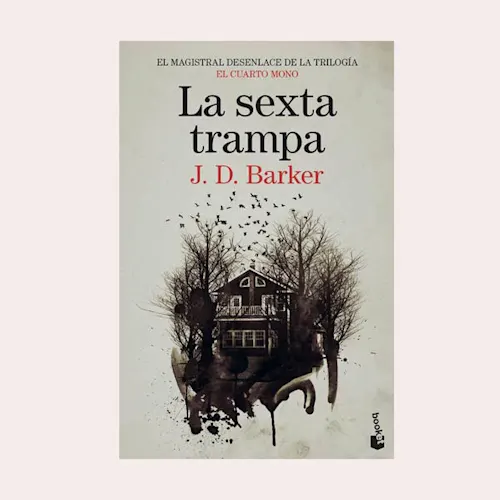 EL MAGISTRAL DESENLACE DE LA TRILOGÍA
EL CUARTO MONO
La sexta
trampa
J. D. Barker
booket